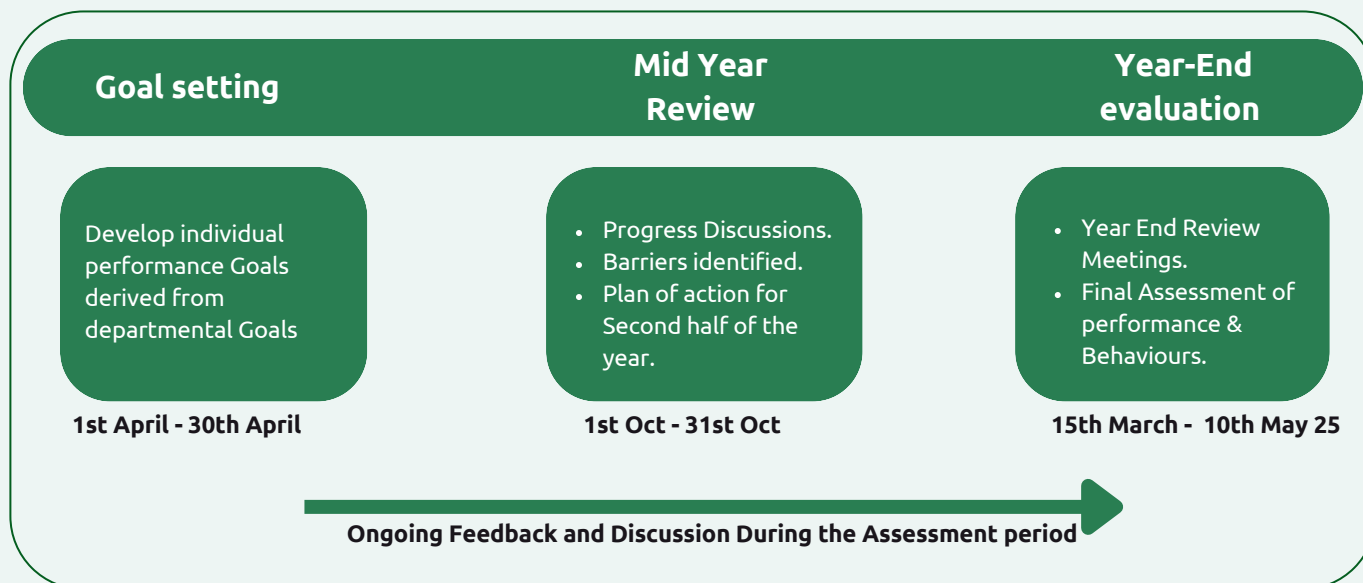 Goal setting
Mid Year
Review
Year-End
evaluation
Develop individual
performance Goals
derived from
departmental Goals
1st April - 30th April
• Progress Discussions.
• Barriers identified.
• Plan of action for
Second half of the
year.
1st Oct - 31st Oct
• Year End Review
Meetings.
• Final Assessment of
performance &
Behaviours.
15th March - 10th May 25
Ongoing Feedback and Discussion During the Assessment period